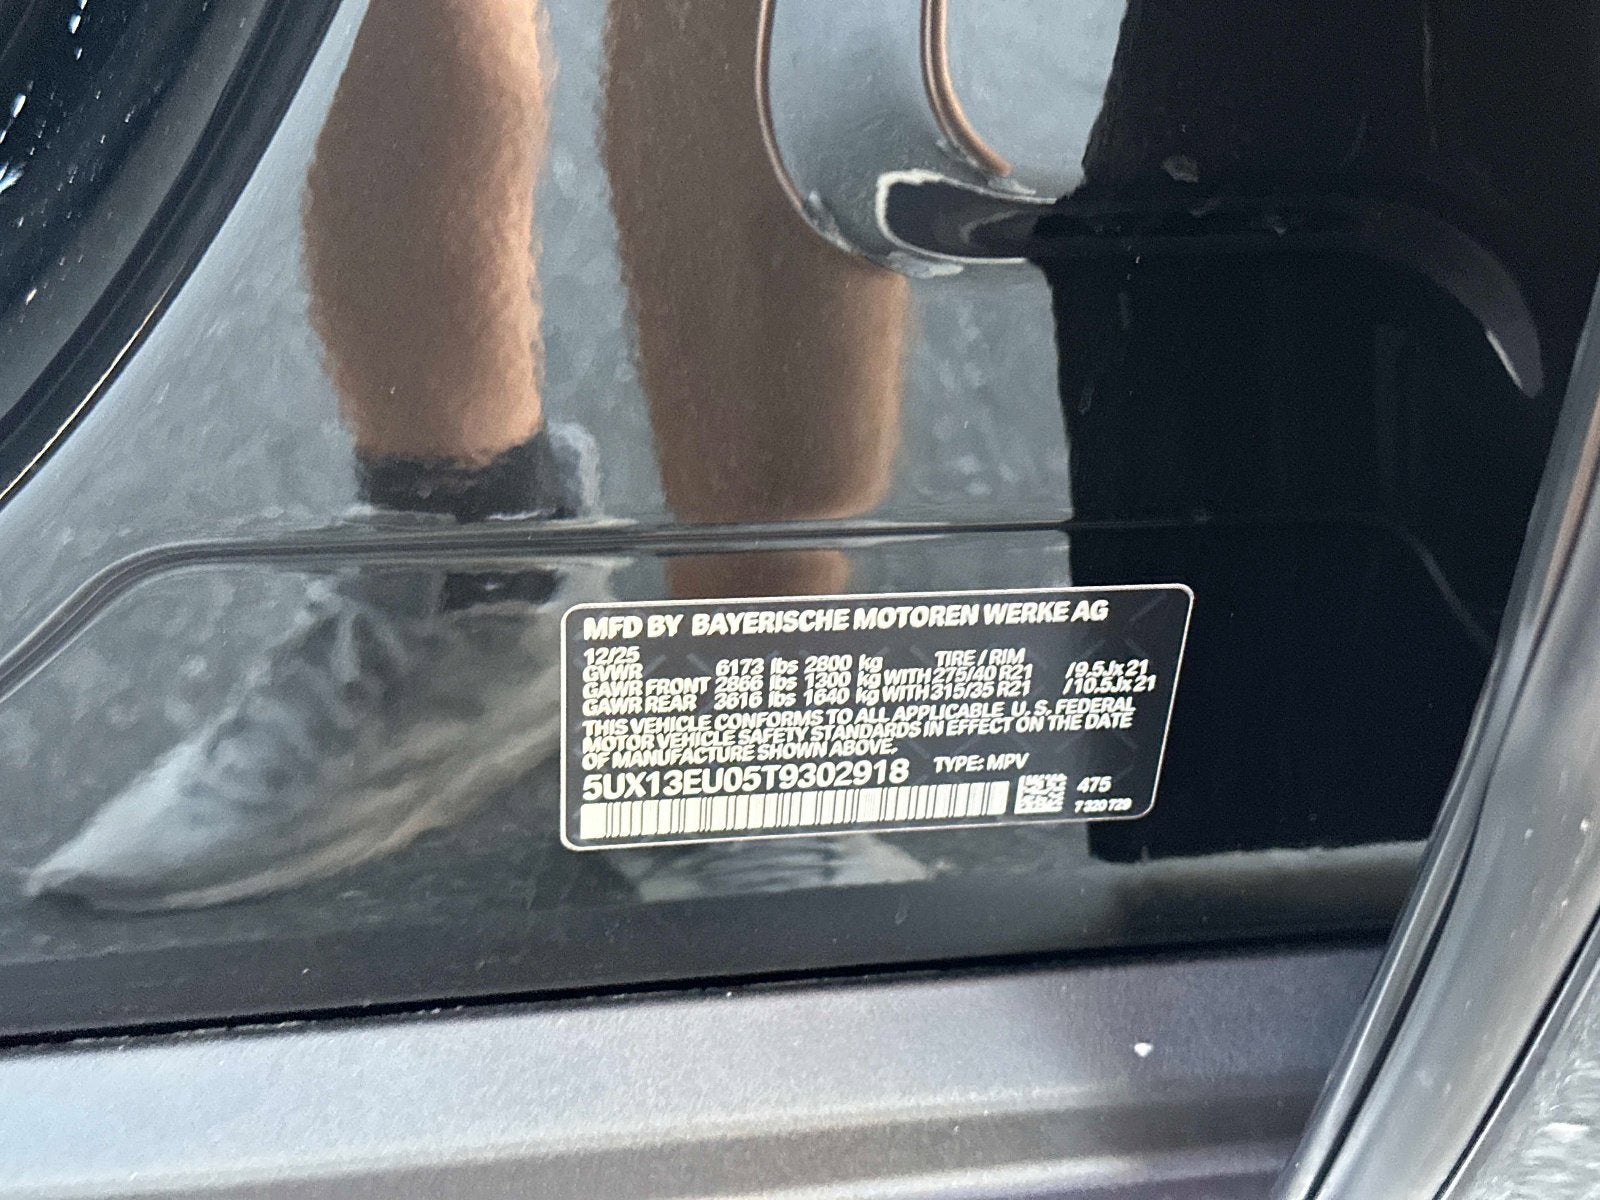 MFD BY BAYERISCHE MOTOREN WERKE AG
12/25 TIRE / RIM
GVWR 6173 lbs 2800 kg
GAWR FRONT 2866 lbs 1300 kg WITH 275/40 R21 /9.5Jx21
GAWR REAR 3616 lbs 1640 kg WITH 315/35 R21 /10.5Jx21
THIS VEHICLE CONFORMS TO ALL APPLICABLE U.S. FEDERAL
MOTOR VEHICLE SAFETY STANDARDS IN EFFECT ON THE DATE
OF MANUFACTURE SHOWN ABOVE.
5UX13EU05T9302918 TYPE: MPV
475
7 320 729